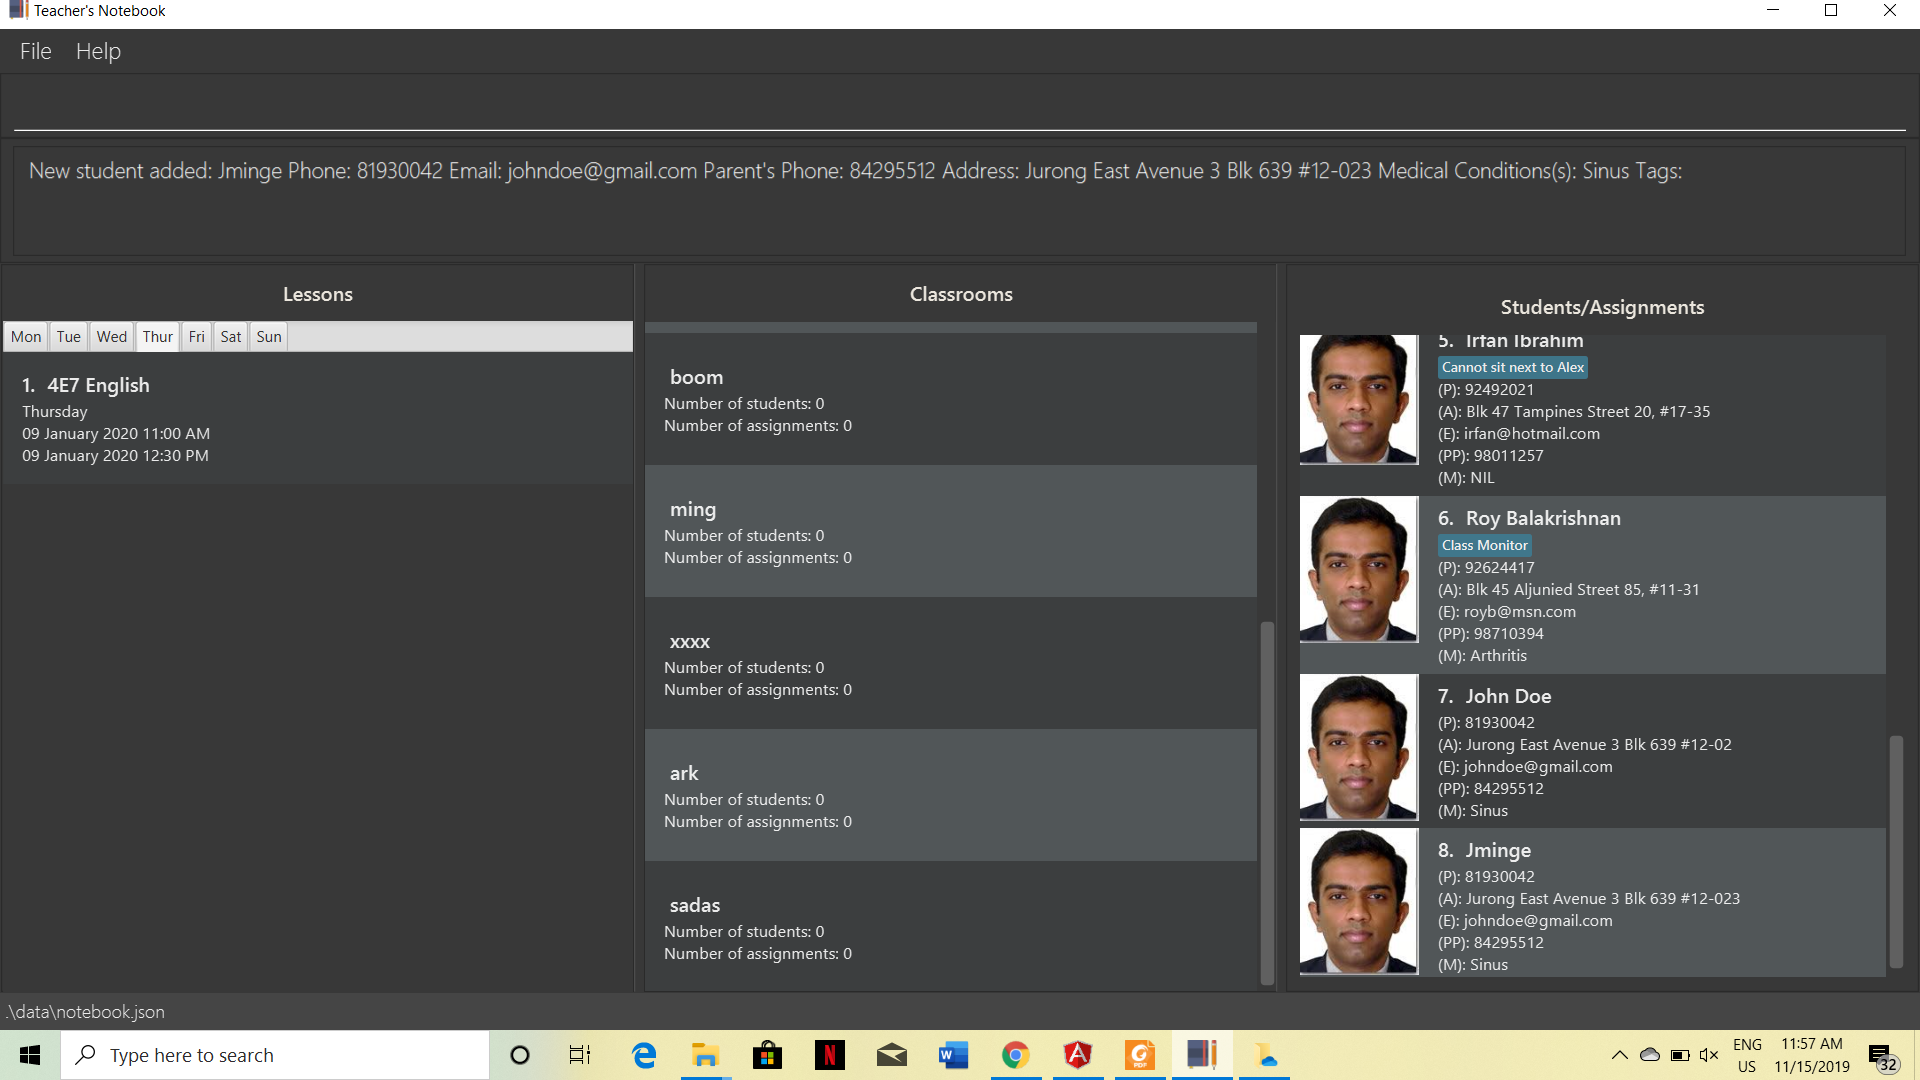 Teacher's Notebook
File Help
New student added: Jminge Phone: 81930042 Email: johndoe@gmail.com Parent's Phone: 84295512 Address: Jurong East Avenue 3 Blk 639 #12-023 Medical Conditions(s): Sinus Tags:
Lessons
Mon Tue Wed Thur Fri Sat Sun
1. 4E7 English
Thursday
09 January 2020 11:00 AM
09 January 2020 12:30 PM
Classrooms
boom
Number of students: 0
Number of assignments: 0
ming
Number of students: 0
Number of assignments: 0
xxxx
Number of students: 0
Number of assignments: 0
ark
Number of students: 0
Number of assignments: 0
sadas
Number of students: 0
Number of assignments: 0
Students/Assignments
5. Irfan Ibrahim
Cannot sit next to Alex
(P): 92492021
(A): Blk 47 Tampines Street 20, #17-35
(E): irfan@hotmail.com
(PP): 98011257
(M): NIL
6. Roy Balakrishnan
Class Monitor
(P): 92624417
(A): Blk 45 Aljunied Street 85, #11-31
(E): royb@msn.com
(PP): 98710394
(M): Arthritis
7. John Doe
(P): 81930042
(A): Jurong East Avenue 3 Blk 639 #12-02
(E): johndoe@gmail.com
(PP): 84295512
(M): Sinus
8. Jminge
(P): 81930042
(A): Jurong East Avenue 3 Blk 639 #12-023
(E): johndoe@gmail.com
(PP): 84295512
(M): Sinus
.\data\notebook.json
Type here to search
ENG
US
11:57 AM
11/15/2019
32